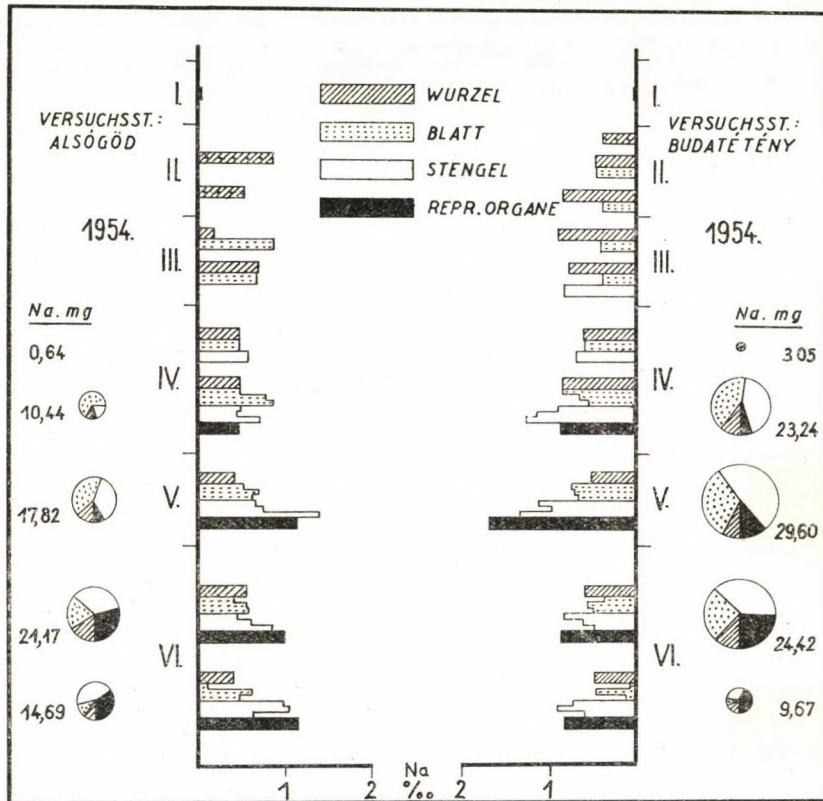 WURZEL
BLATT
STENGEL
REPR.ORGANE
VERSUCHSST.:
ALSÓGÖD
1954.
Na. mg
0,64
10,44
17,82
21,17
14,69
I.
II.
III.
IV.
V.
VI.
1 2 Na ‰ 2 1
I.
II.
III.
IV.
V.
VI.
VERSUCHSST.:
BUDATÉTÉNY
1954.
Na. mg
3.05
23,24
29,60
24,42
9,67